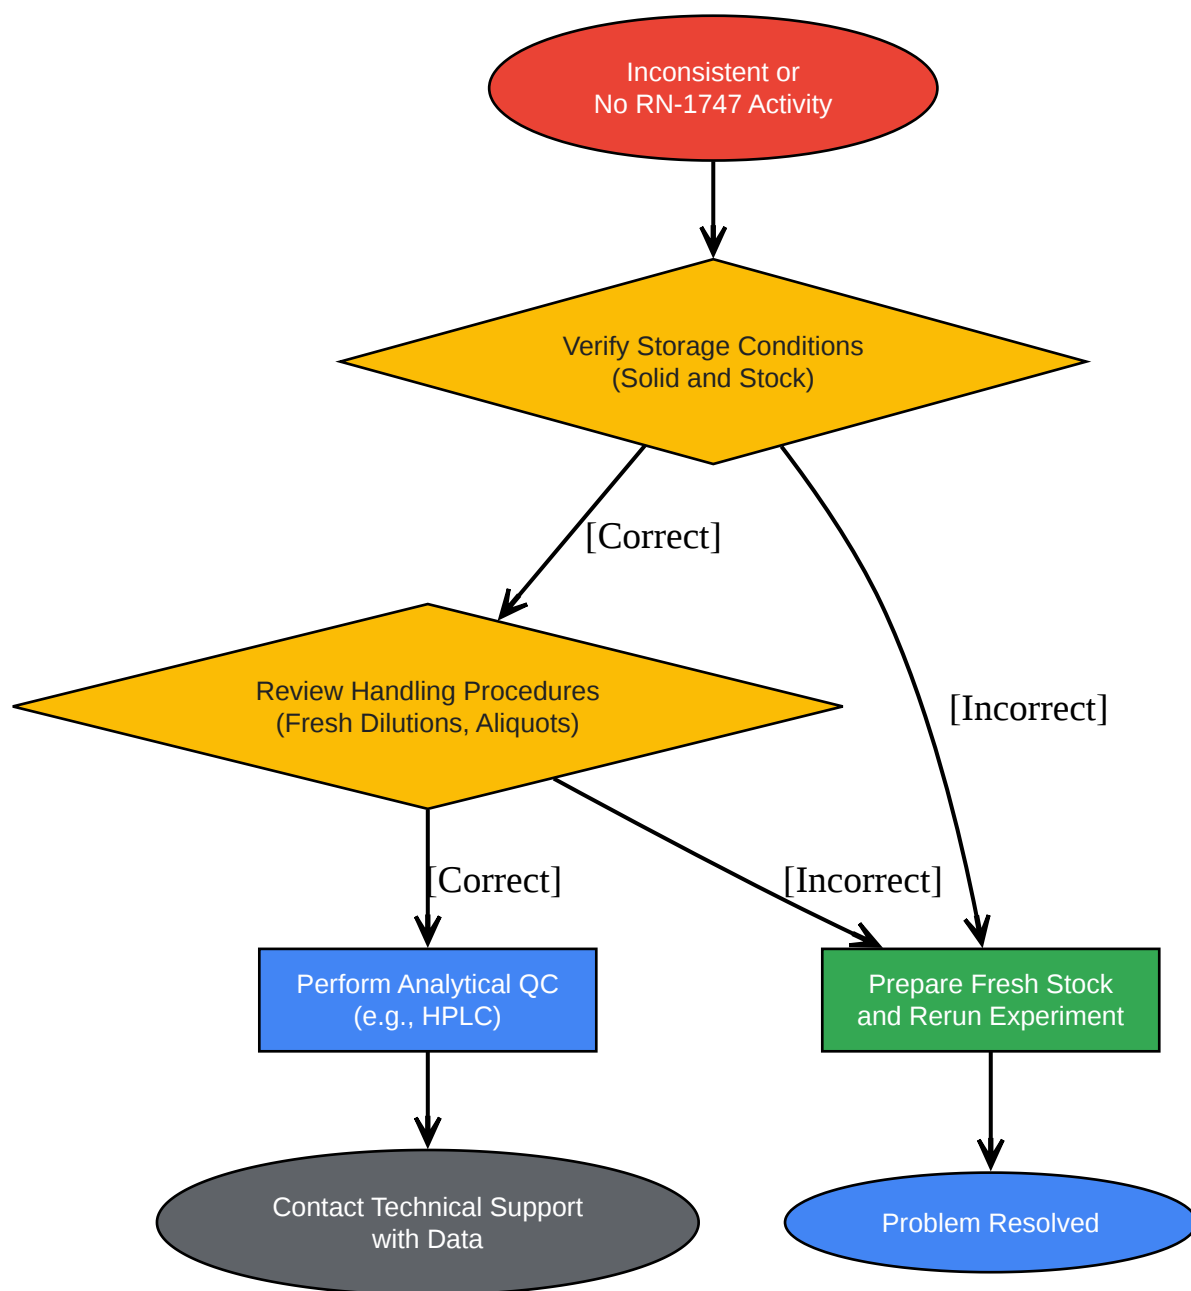 Inconsistent or
No RN-1747 Activity
Verify Storage Conditions
(Solid and Stock)
[Correct]
Review Handling Procedures
(Fresh Dilutions, Aliquots)
[Incorrect]
[Correct]
[Incorrect]
Perform Analytical QC
(e.g., HPLC)
Prepare Fresh Stock
and Rerun Experiment
Contact Technical Support
with Data
Problem Resolved